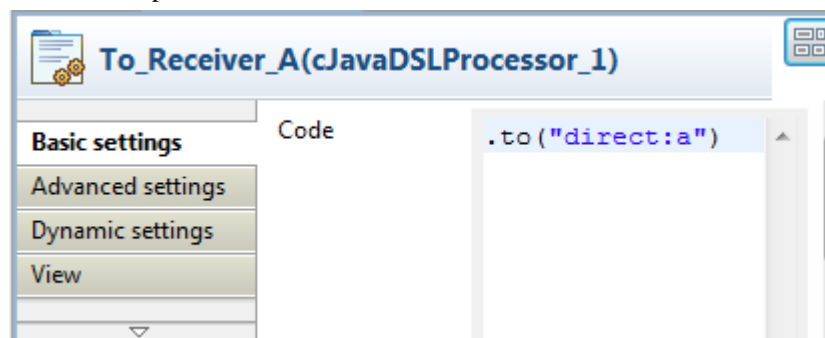 To_Receiver_A(cJavaDSLProcessor_1)
Basic settings
Code
.to("direct:a")
Advanced settings
Dynamic settings
View